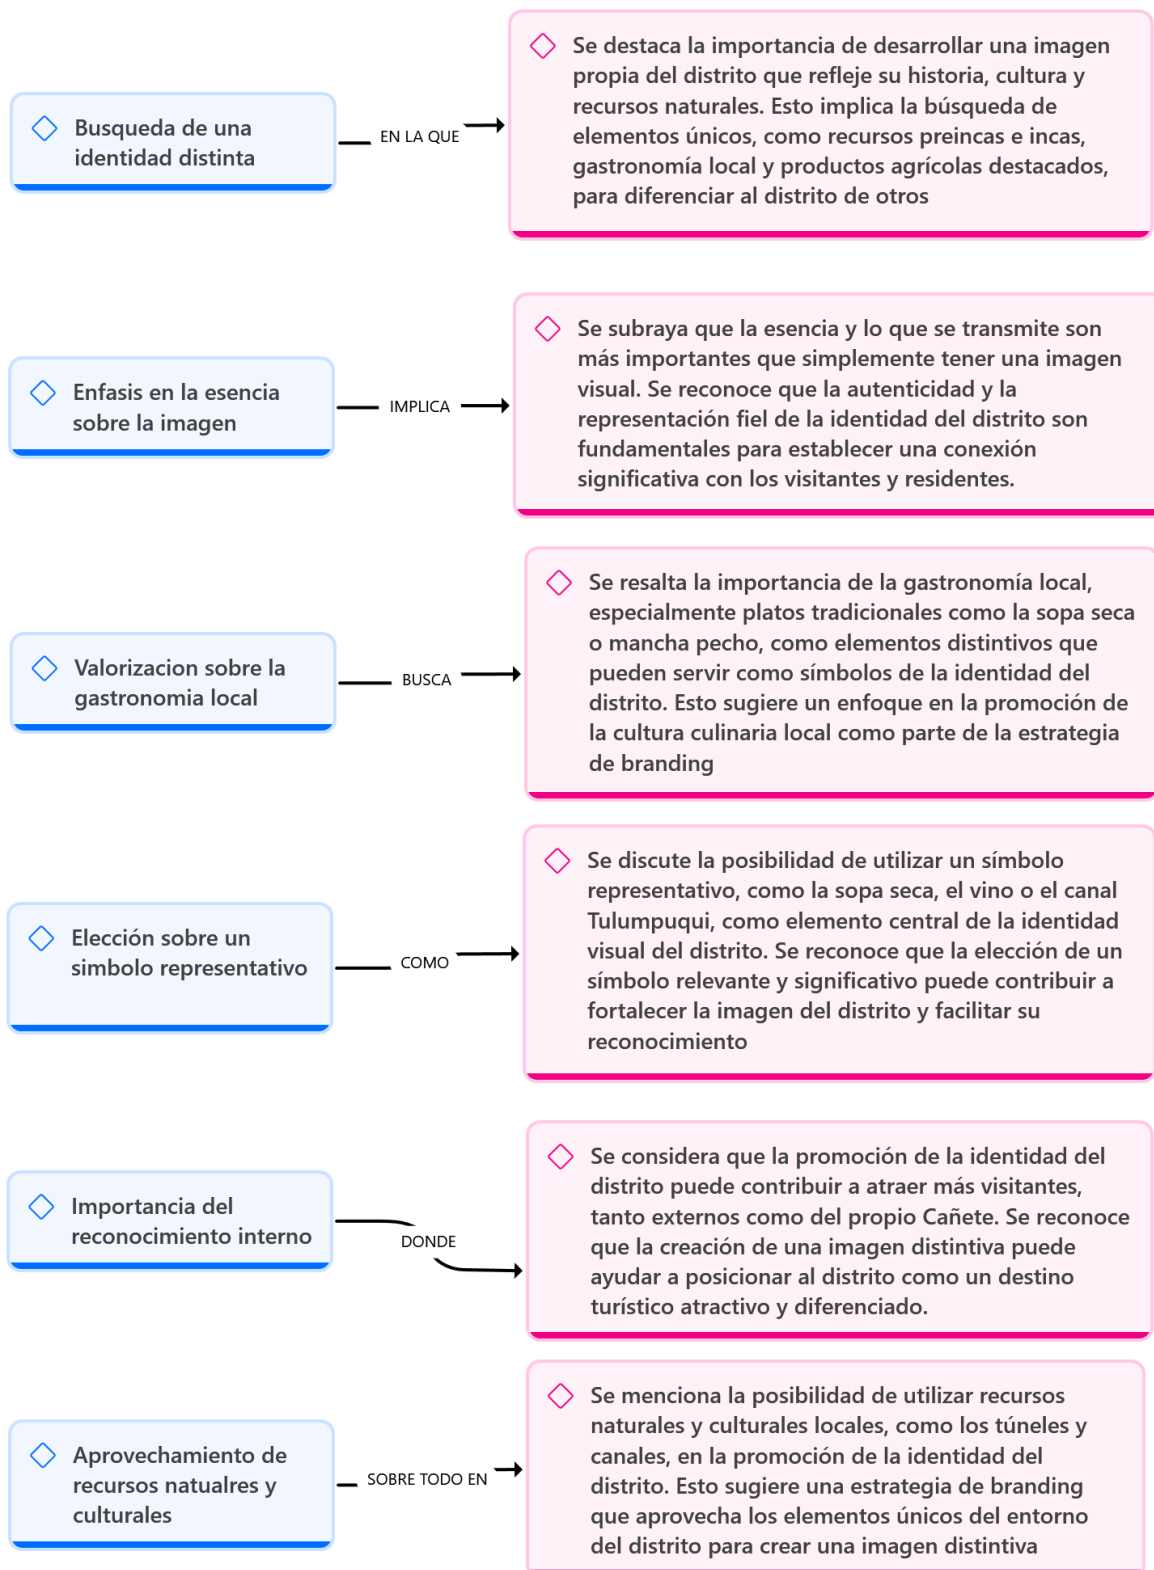 Busqueda de una
identidad distinta
EN LA QUE
Se destaca la importancia de desarrollar una imagen
propia del distrito que refleje su historia, cultura y
recursos naturales. Esto implica la búsqueda de
elementos únicos, como recursos preincas e incas,
gastronomía local y productos agrícolas destacados,
para diferenciar al distrito de otros
Enfasis en la esencia
sobre la imagen
IMPLICA
Se subraya que la esencia y lo que se transmite son
más importantes que simplemente tener una imagen
visual. Se reconoce que la autenticidad y la
representación fiel de la identidad del distrito son
fundamentales para establecer una conexión
significativa con los visitantes y residentes.
Valorizacion sobre la
gastronomia local
BUSCA
Se resalta la importancia de la gastronomía local,
especialmente platos tradicionales como la sopa seca
o mancha pecho, como elementos distintivos que
pueden servir como símbolos de la identidad del
distrito. Esto sugiere un enfoque en la promoción de
la cultura culinaria local como parte de la estrategia
de branding
Elección sobre un
simbolo representativo
COMO
Se discute la posibilidad de utilizar un símbolo
representativo, como la sopa seca, el vino o el canal
Tulumpuqui, como elemento central de la identidad
visual del distrito. Se reconoce que la elección de un
símbolo relevante y significativo puede contribuir a
fortalecer la imagen del distrito y facilitar su
reconocimiento
Importancia del
reconocimiento interno
DONDE
Se considera que la promoción de la identidad del
distrito puede contribuir a atraer más visitantes,
tanto externos como del propio Cañete. Se reconoce
que la creación de una imagen distintiva puede
ayudar a posicionar al distrito como un destino
turístico atractivo y diferenciado.
Aprovechamiento de
recursos natualres y
culturales
SOBRE TODO EN
Se menciona la posibilidad de utilizar recursos
naturales y culturales locales, como los túneles y
canales, en la promoción de la identidad del
distrito. Esto sugiere una estrategia de branding
que aprovecha los elementos únicos del entorno
del distrito para crear una imagen distintiva